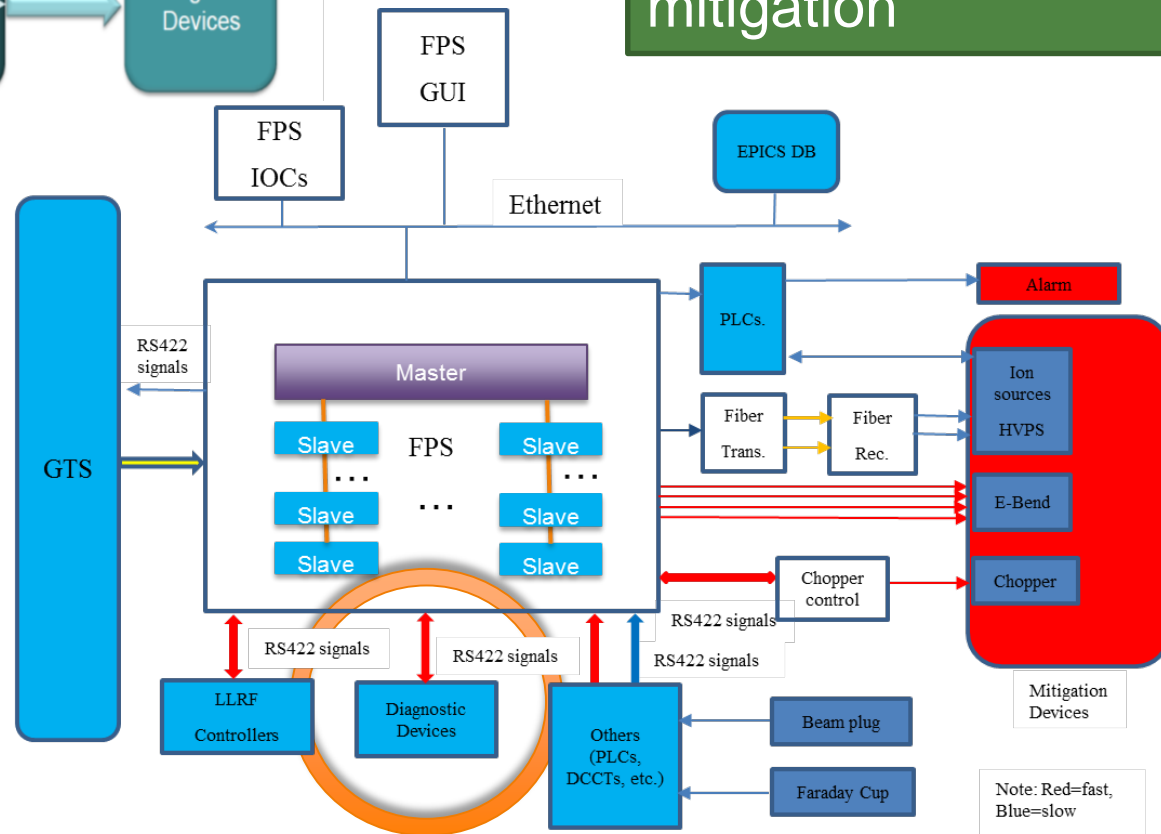 Devices
mitigation
FPS
GUI
FPS
IOCs
EPICS DB
Ethernet
GTS
RS422
signals
Master
Slave
Slave
FPS
...
...
...
Slave
Slave
Slave
Slave
PLCs.
Alarm
Ion
sources
HVPS
Fiber
Trans.
Fiber
Rec.
E-Bend
Chopper
control
Chopper
RS422 signals
RS422 signals
RS422 signals
RS422 signals
LLRF
Controllers
Diagnostic
Devices
Others
(PLCs,
DCCTs, etc.)
Beam plug
Faraday Cup
Mitigation
Devices
Note: Red=fast,
Blue=slow